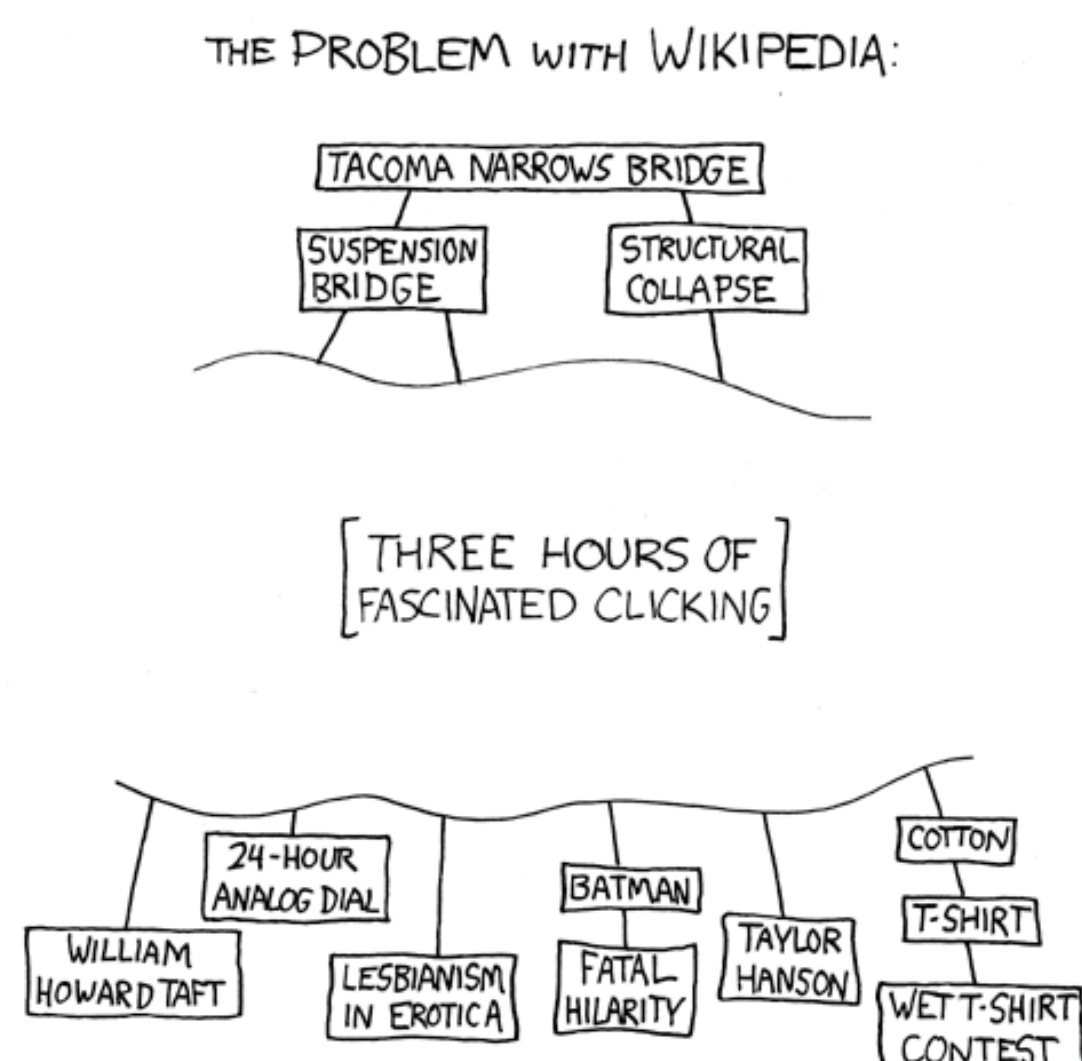 THE PROBLEM WITH WIKIPEDIA:
TACOMA NARROWS BRIDGE
SUSPENSION
BRIDGE
STRUCTURAL
COLLAPSE
[THREE HOURS OF
FASCINATED CLICKING]
WILLIAM
HOWARD TAFT
24-HOUR
ANALOG DIAL
LESBIANISM
IN EROTICA
BATMAN
FATAL
HILARITY
TAYLOR
HANSON
COTTON
T-SHIRT
WET T-SHIRT
CONTEST